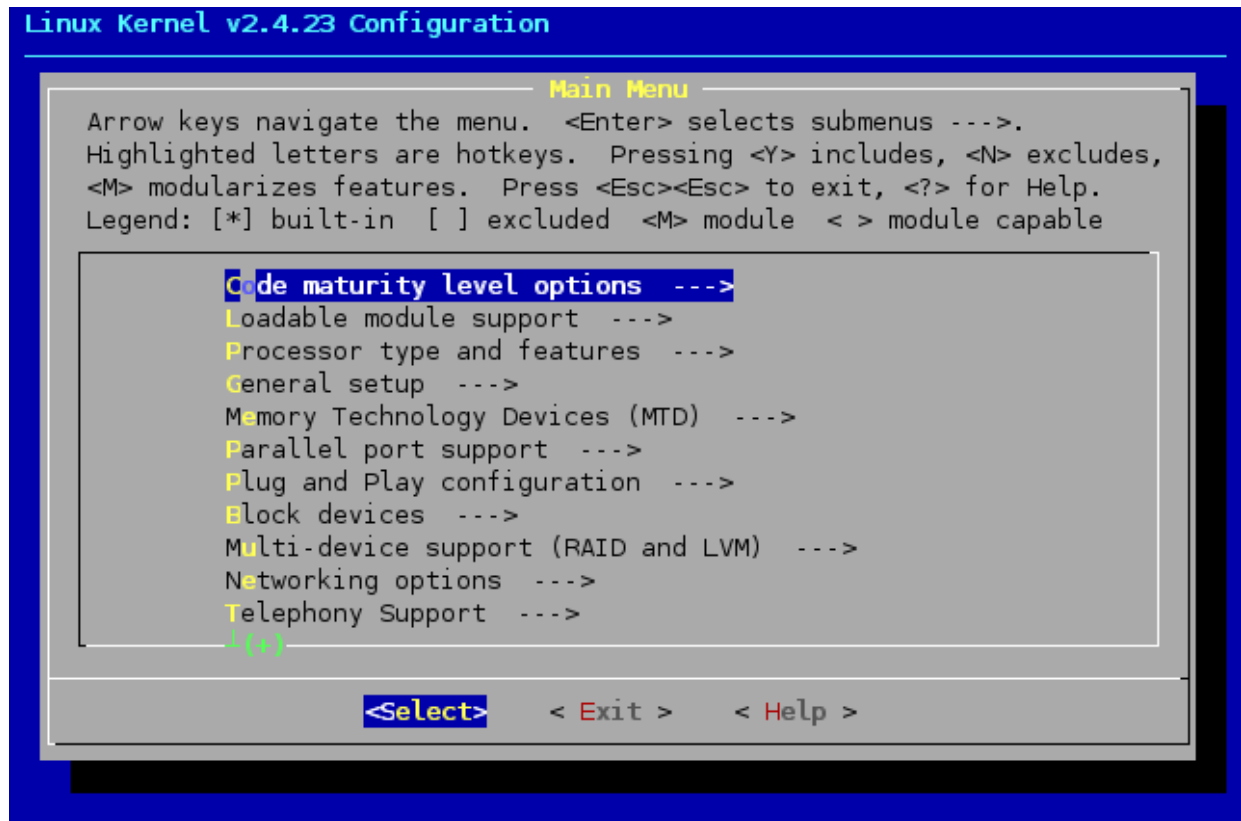 Linux Kernel v2.4.23 Configuration
Main Menu
Arrow keys navigate the menu.  <Enter> selects submenus --->.
Highlighted letters are hotkeys.  Pressing <Y> includes, <N> excludes,
<M> modularizes features.  Press <Esc><Esc> to exit, <?> for Help.
Legend: [*] built-in  [ ] excluded  <M> module  < > module capable
Code maturity level options  --->
Loadable module support  --->
Processor type and features  --->
General setup  --->
Memory Technology Devices (MTD)  --->
Parallel port support  --->
Plug and Play configuration  --->
Block devices  --->
Multi-device support (RAID and LVM)  --->
Networking options  --->
Telephony Support  --->
┴(+)
<Select>    < Exit >    < Help >